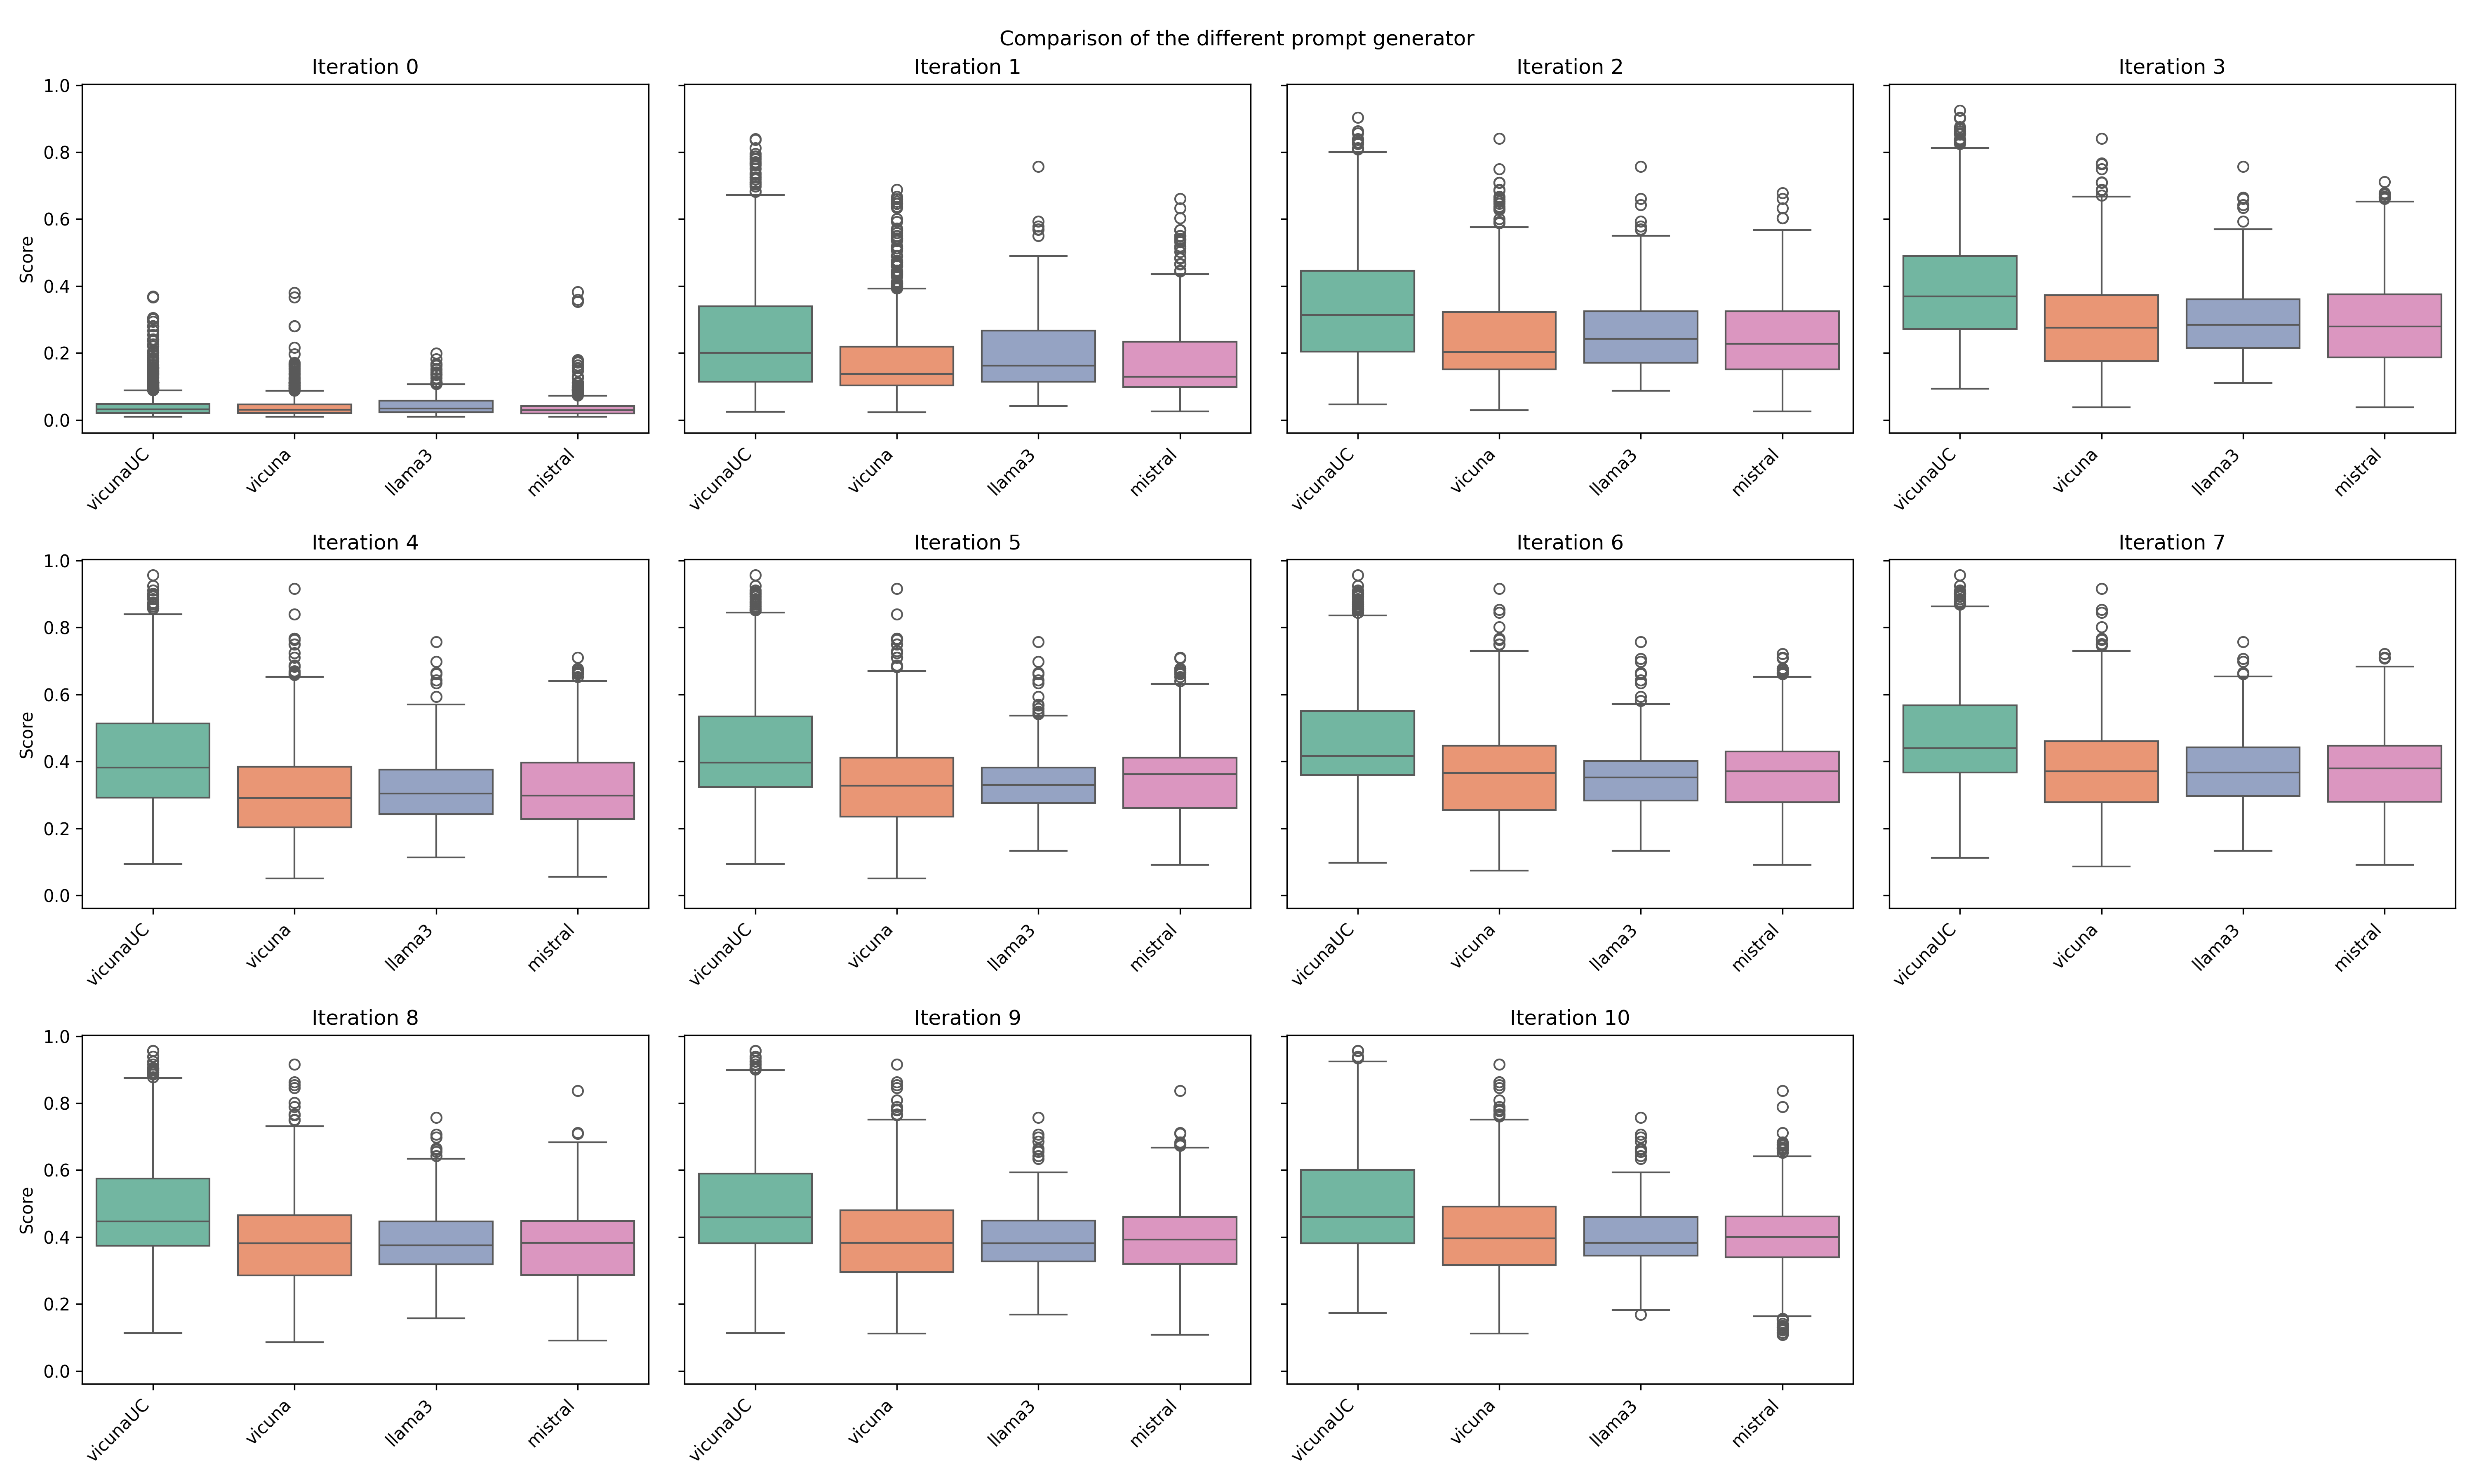 Comparison of the different prompt generator
Iteration 0
Iteration 1
Iteration 2
Iteration 3
1.0
0.8
0.6
0.4
0.2
0.0
Score
vicunaUC
vicuna
llama3
mistral
vicunaUC
vicuna
llama3
mistral
vicunaUC
vicuna
llama3
mistral
vicunaUC
vicuna
llama3
mistral
Iteration 4
Iteration 5
Iteration 6
Iteration 7
1.0
0.8
0.6
0.4
0.2
0.0
Score
vicunaUC
vicuna
llama3
mistral
vicunaUC
vicuna
llama3
mistral
vicunaUC
vicuna
llama3
mistral
vicunaUC
vicuna
llama3
mistral
Iteration 8
Iteration 9
Iteration 10
1.0
0.8
0.6
0.4
0.2
0.0
Score
vicunaUC
vicuna
llama3
mistral
vicunaUC
vicuna
llama3
mistral
vicunaUC
vicuna
llama3
mistral